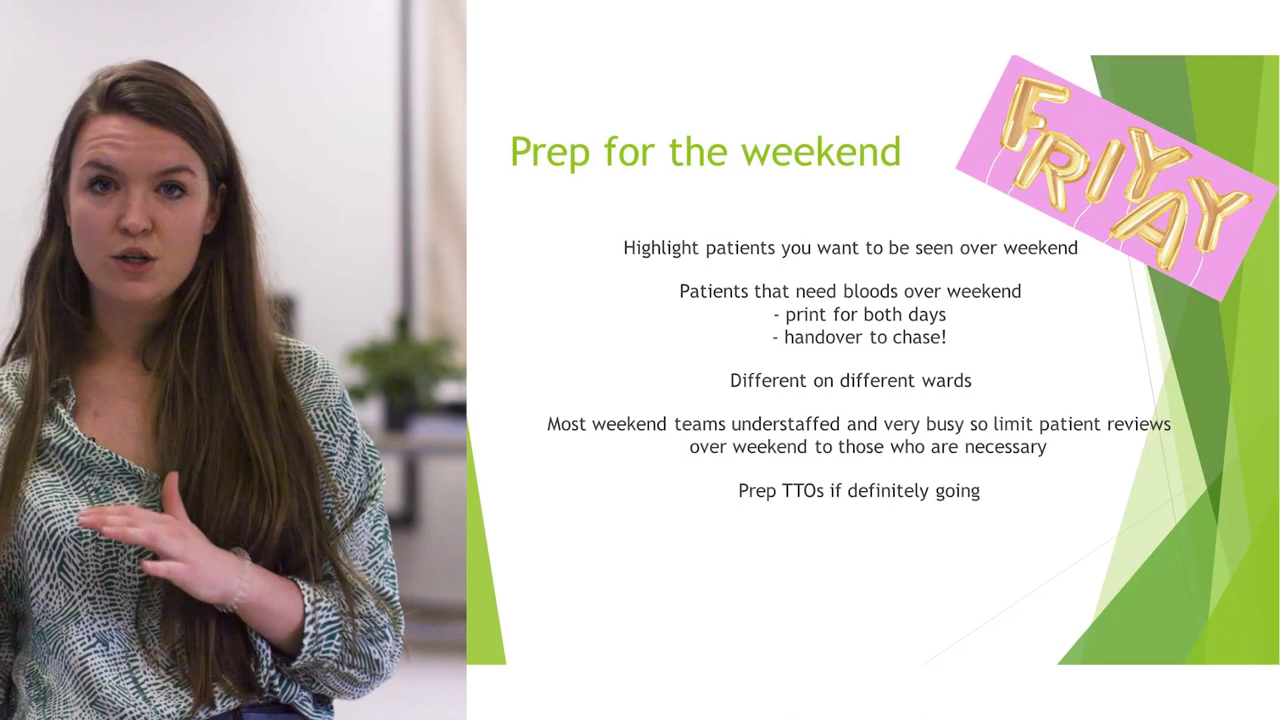 FRIYAY
Prep for the weekend
Highlight patients you want to be seen over weekend
Patients that need bloods over weekend
- print for both days
- handover to chase!
Different on different wards
Most weekend teams understaffed and very busy so limit patient reviews
over weekend to those who are necessary
Prep TTOs if definitely going